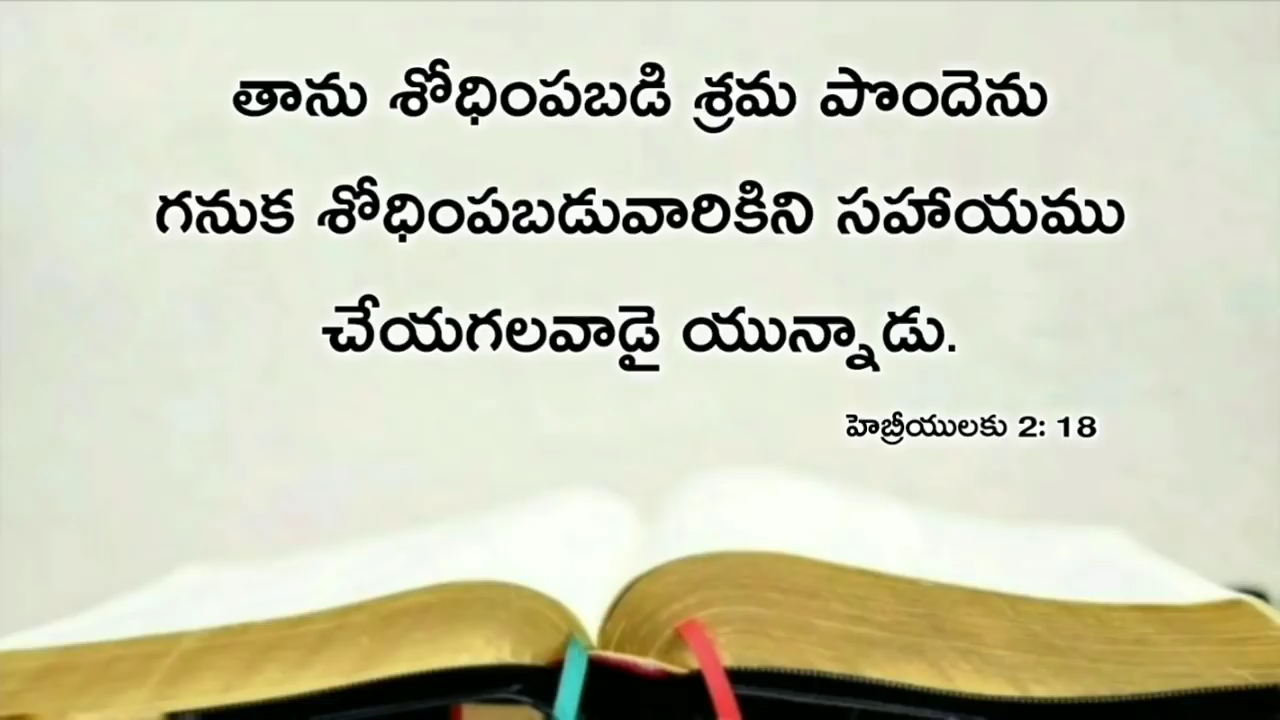 తాను శోధింపబడి శ్రమ పొందెను
గనుక శోధింపబడువారికిని సహాయము
చేయగలవాడై యున్నాడు.
హెబ్రీయులకు 2: 18